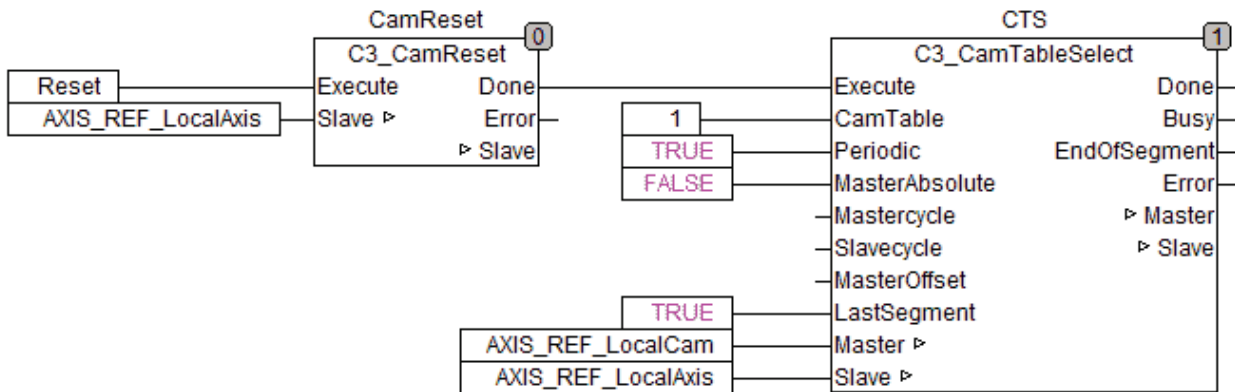 CamReset
0
C3_CamReset
Reset
Execute
Done
AXIS_REF_LocalAxis
Slave
Error
Slave
CTS
1
C3_CamTableSelect
Execute
Done
1
CamTable
Busy
TRUE
Periodic
EndOfSegment
FALSE
MasterAbsolute
Error
Mastercycle
Master
Slavecycle
Slave
MasterOffset
TRUE
LastSegment
AXIS_REF_LocalCam
Master
AXIS_REF_LocalAxis
Slave